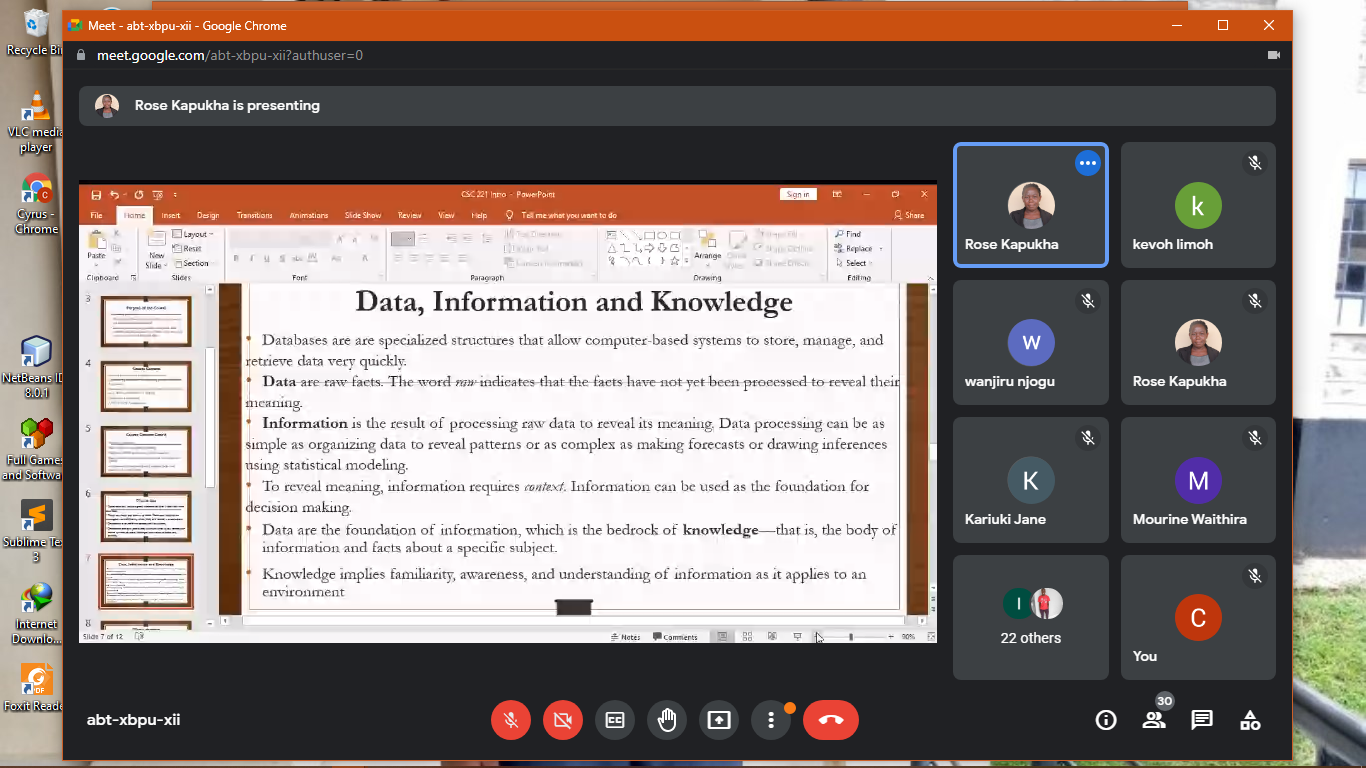 Recycle Bin
VLC media
player
Cyrus -
Chrome
NetBeans ID
8.0.1
Full Games
and Softwa
Sublime Te
3
Internet
Downlo...
Foxit Reade
Meet - abt-xbpu-xii - Google Chrome
meet.google.com/abt-xbpu-xii?authuser=0
Rose Kapukha is presenting
CSC 221 Intro - PowerPoint
Sign in
File Home Insert Design Transitions Animations Slide Show Review View Help Tell me what you want to do Share
Paste
Clipboard
New
Slide
Layout
Reset
Section
Slides
Font
Paragraph
Arrange
Drawing
Find
Replace
Select
Editing
3
4
5
6
7
8
Data, Information and Knowledge
• Databases are are specialized structures that allow computer-based systems to store, manage, and
retrieve data very quickly.
• Data are raw facts. The word raw indicates that the facts have not yet been processed to reveal their
meaning.
• Information is the result of processing raw data to reveal its meaning. Data processing can be as
simple as organizing data to reveal patterns or as complex as making forecasts or drawing inferences
using statistical modeling.
• To reveal meaning, information requires context. Information can be used as the foundation for
decision making.
• Data are the foundation of information, which is the bedrock of knowledge—that is, the body of
information and facts about a specific subject.
• Knowledge implies familiarity, awareness, and understanding of information as it applies to an
environment
Slide 7 of 12
Notes
Comments
90%
Rose Kapukha
k
kevoh limoh
w
wanjiru njogu
Rose Kapukha
K
Kariuki Jane
M
Mourine Waithira
I
22 others
C
You
abt-xbpu-xii
CC
30